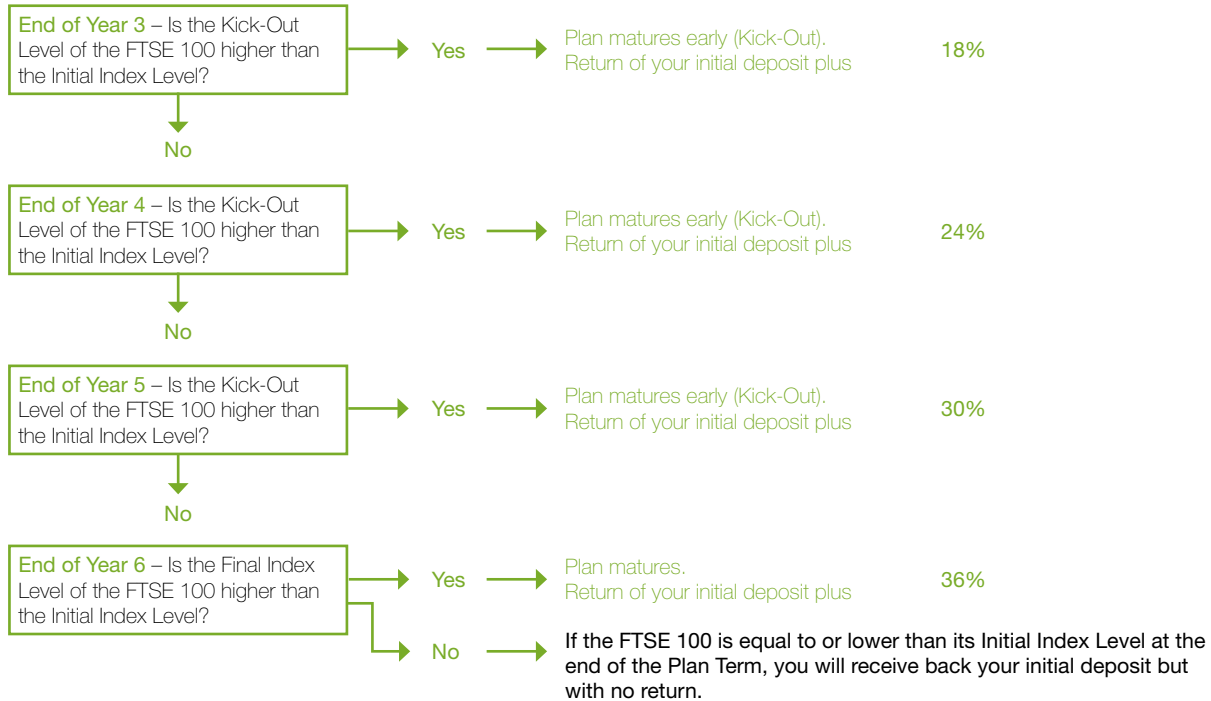 End of Year 3 – Is the Kick-Out
Level of the FTSE 100 higher than
the Initial Index Level?
Yes
Plan matures early (Kick-Out).
Return of your initial deposit plus
18%
No
End of Year 4 – Is the Kick-Out
Level of the FTSE 100 higher than
the Initial Index Level?
Yes
Plan matures early (Kick-Out).
Return of your initial deposit plus
24%
No
End of Year 5 – Is the Kick-Out
Level of the FTSE 100 higher than
the Initial Index Level?
Yes
Plan matures early (Kick-Out).
Return of your initial deposit plus
30%
No
End of Year 6 – Is the Final Index
Level of the FTSE 100 higher than
the Initial Index Level?
Yes
Plan matures.
Return of your initial deposit plus
36%
No
If the FTSE 100 is equal to or lower than its Initial Index Level at the
end of the Plan Term, you will receive back your initial deposit but
with no return.